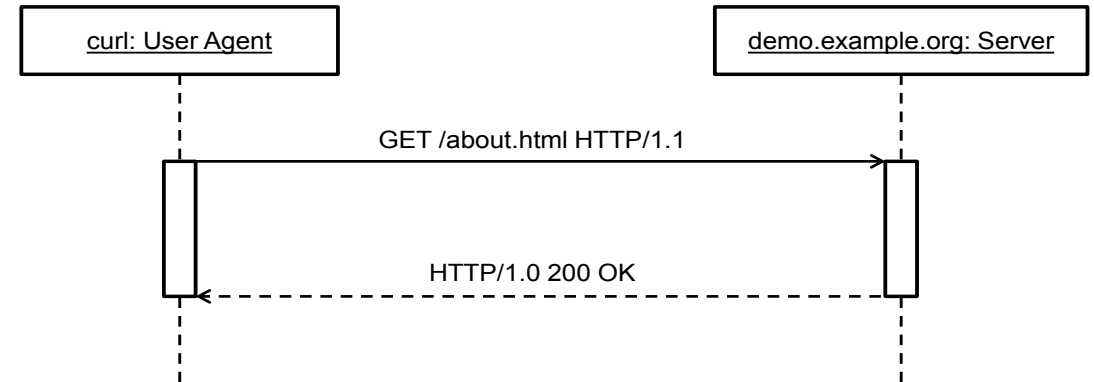 curl: User Agent
demo.example.org: Server
GET /about.html HTTP/1.1
HTTP/1.0 200 OK